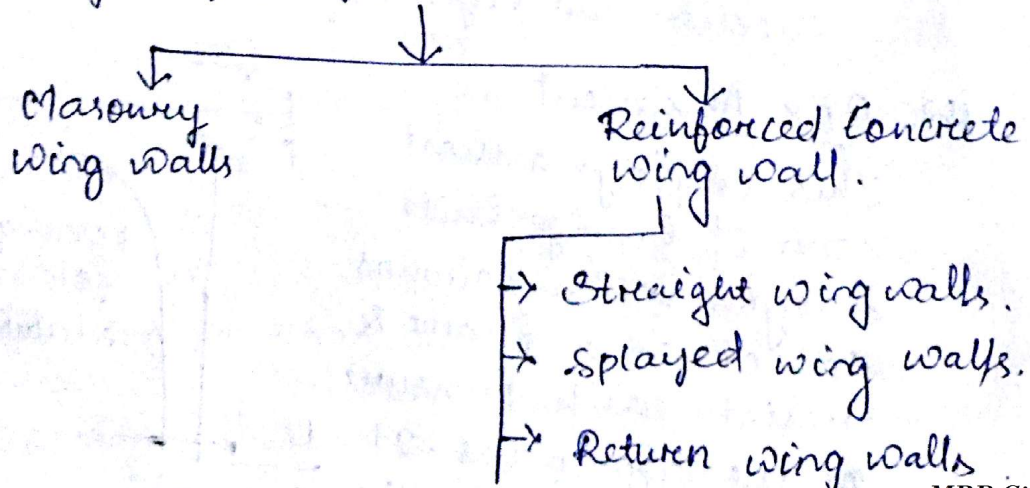 Masonry
wing walls
Reinforced Concrete
wing wall.
→ Straight wing walls.
→ Splayed wing walls.
→ Return wing walls